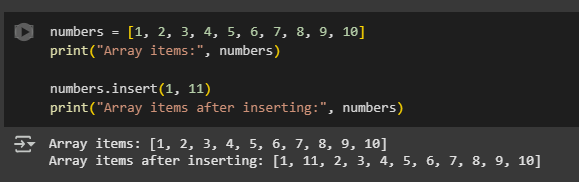 numbers = [1, 2, 3, 4, 5, 6, 7, 8, 9, 10]
print("Array items:", numbers)
numbers.insert(1, 11)
print("Array items after inserting:", numbers)
Array items: [1, 2, 3, 4, 5, 6, 7, 8, 9, 10]
Array items after inserting: [1, 11, 2, 3, 4, 5, 6, 7, 8, 9, 10]